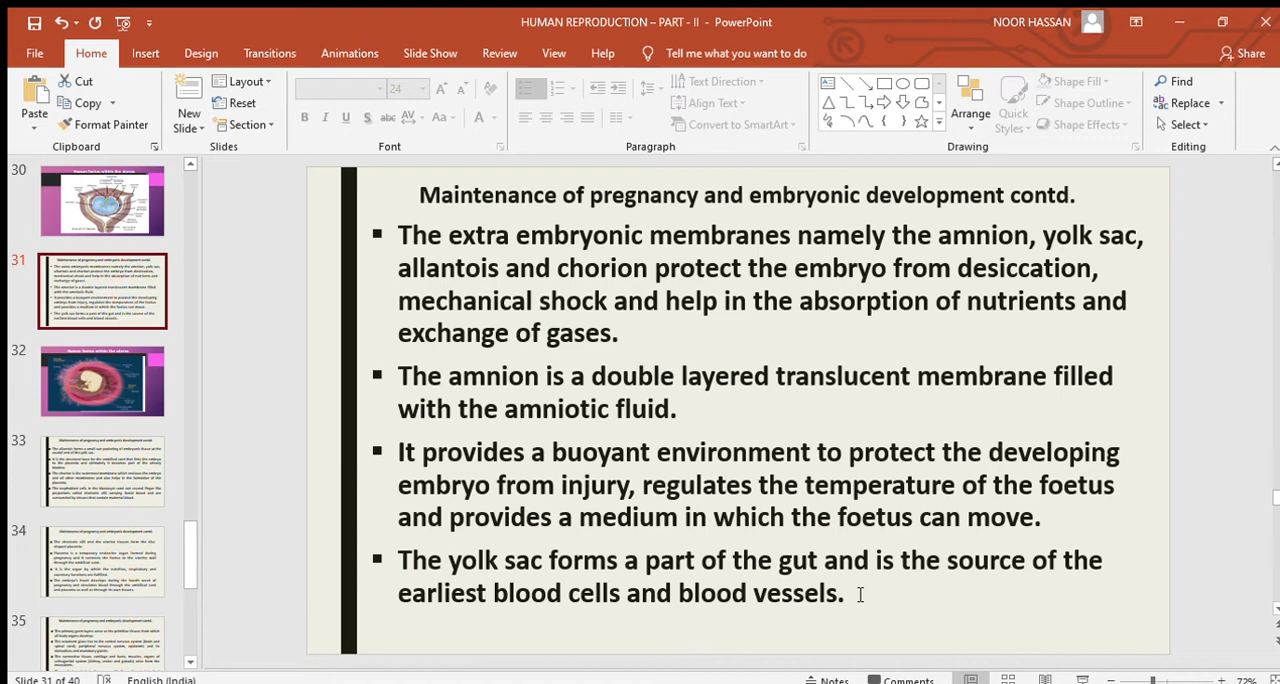 HUMAN REPRODUCTION – PART - II - PowerPoint
NOOR HASSAN
File Home Insert Design Transitions Animations Slide Show Review View Help Tell me what you want to do Share
Paste
Cut
Copy
Format Painter
Clipboard
New Slide
Layout
Reset
Section
Slides
24
B I U S abc AV Aa A
Font
Text Direction
Align Text
Convert to SmartArt
Paragraph
Arrange
Quick Styles
Shape Fill
Shape Outline
Shape Effects
Drawing
Find
Replace
Select
Editing
30
31
32
33
34
35
Maintenance of pregnancy and embryonic development contd.
The extra embryonic membranes namely the amnion, yolk sac,
allantois and chorion protect the embryo from desiccation,
mechanical shock and help in the absorption of nutrients and
exchange of gases.
The amnion is a double layered translucent membrane filled
with the amniotic fluid.
It provides a buoyant environment to protect the developing
embryo from injury, regulates the temperature of the foetus
and provides a medium in which the foetus can move.
The yolk sac forms a part of the gut and is the source of the
earliest blood cells and blood vessels.
Slide 31 of 40 English (India) Notes Comments 72%